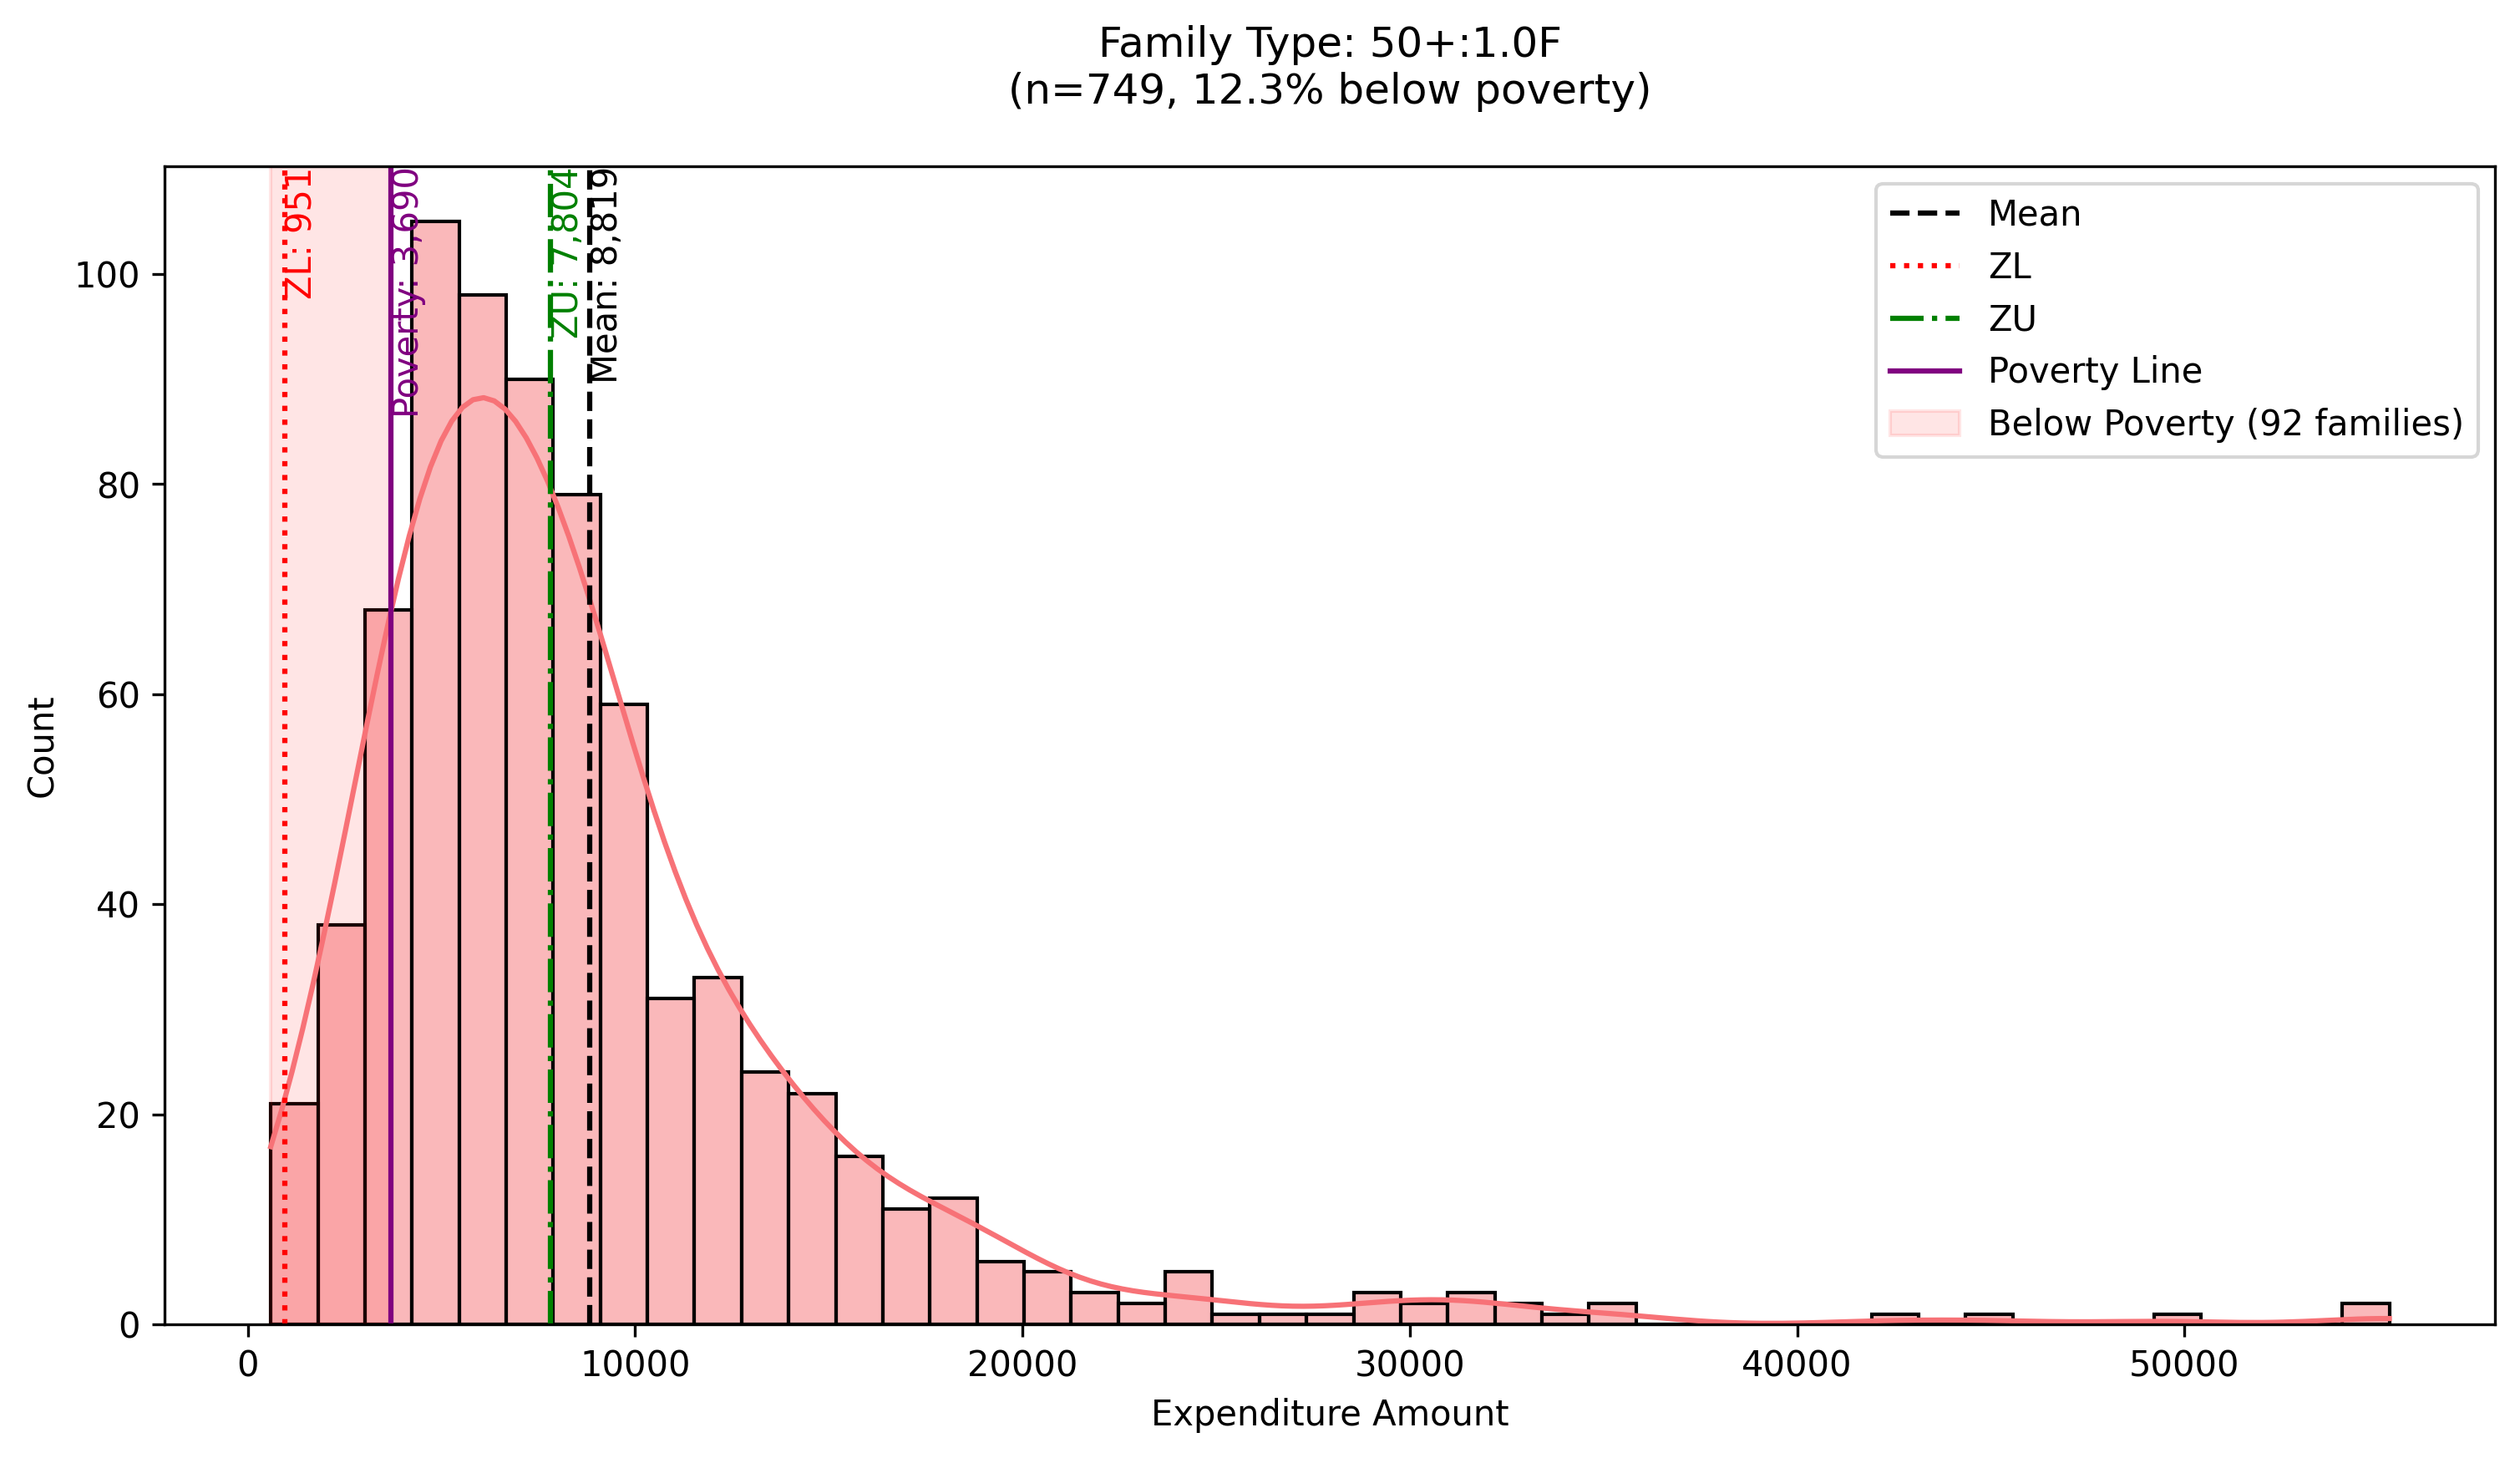 Family Type: 50+:1.0F
(n=749, 12.3% below poverty)
ZL: 951
Poverty: 3,690
ZU: 7,804
Mean: 8,819
Mean
ZL
ZU
Poverty Line
Below Poverty (92 families)
Count
100
80
60
40
20
0
0
10000
20000
30000
40000
50000
Expenditure Amount